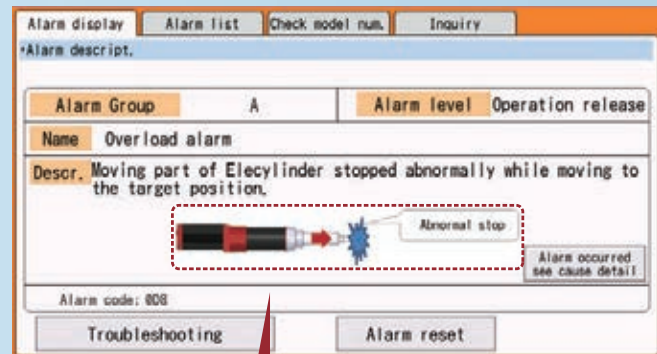 Alarm display Alarm list Check model num. Inquiry
*Alarm descript.
Alarm Group A Alarm level Operation release
Name Overload alarm
Descr. Moving part of Elecylinder stopped abnormally while moving to
the target position.
Abnormal stop
Alarm occurred
see cause detail
Alarm code: 0D8
Troubleshooting Alarm reset